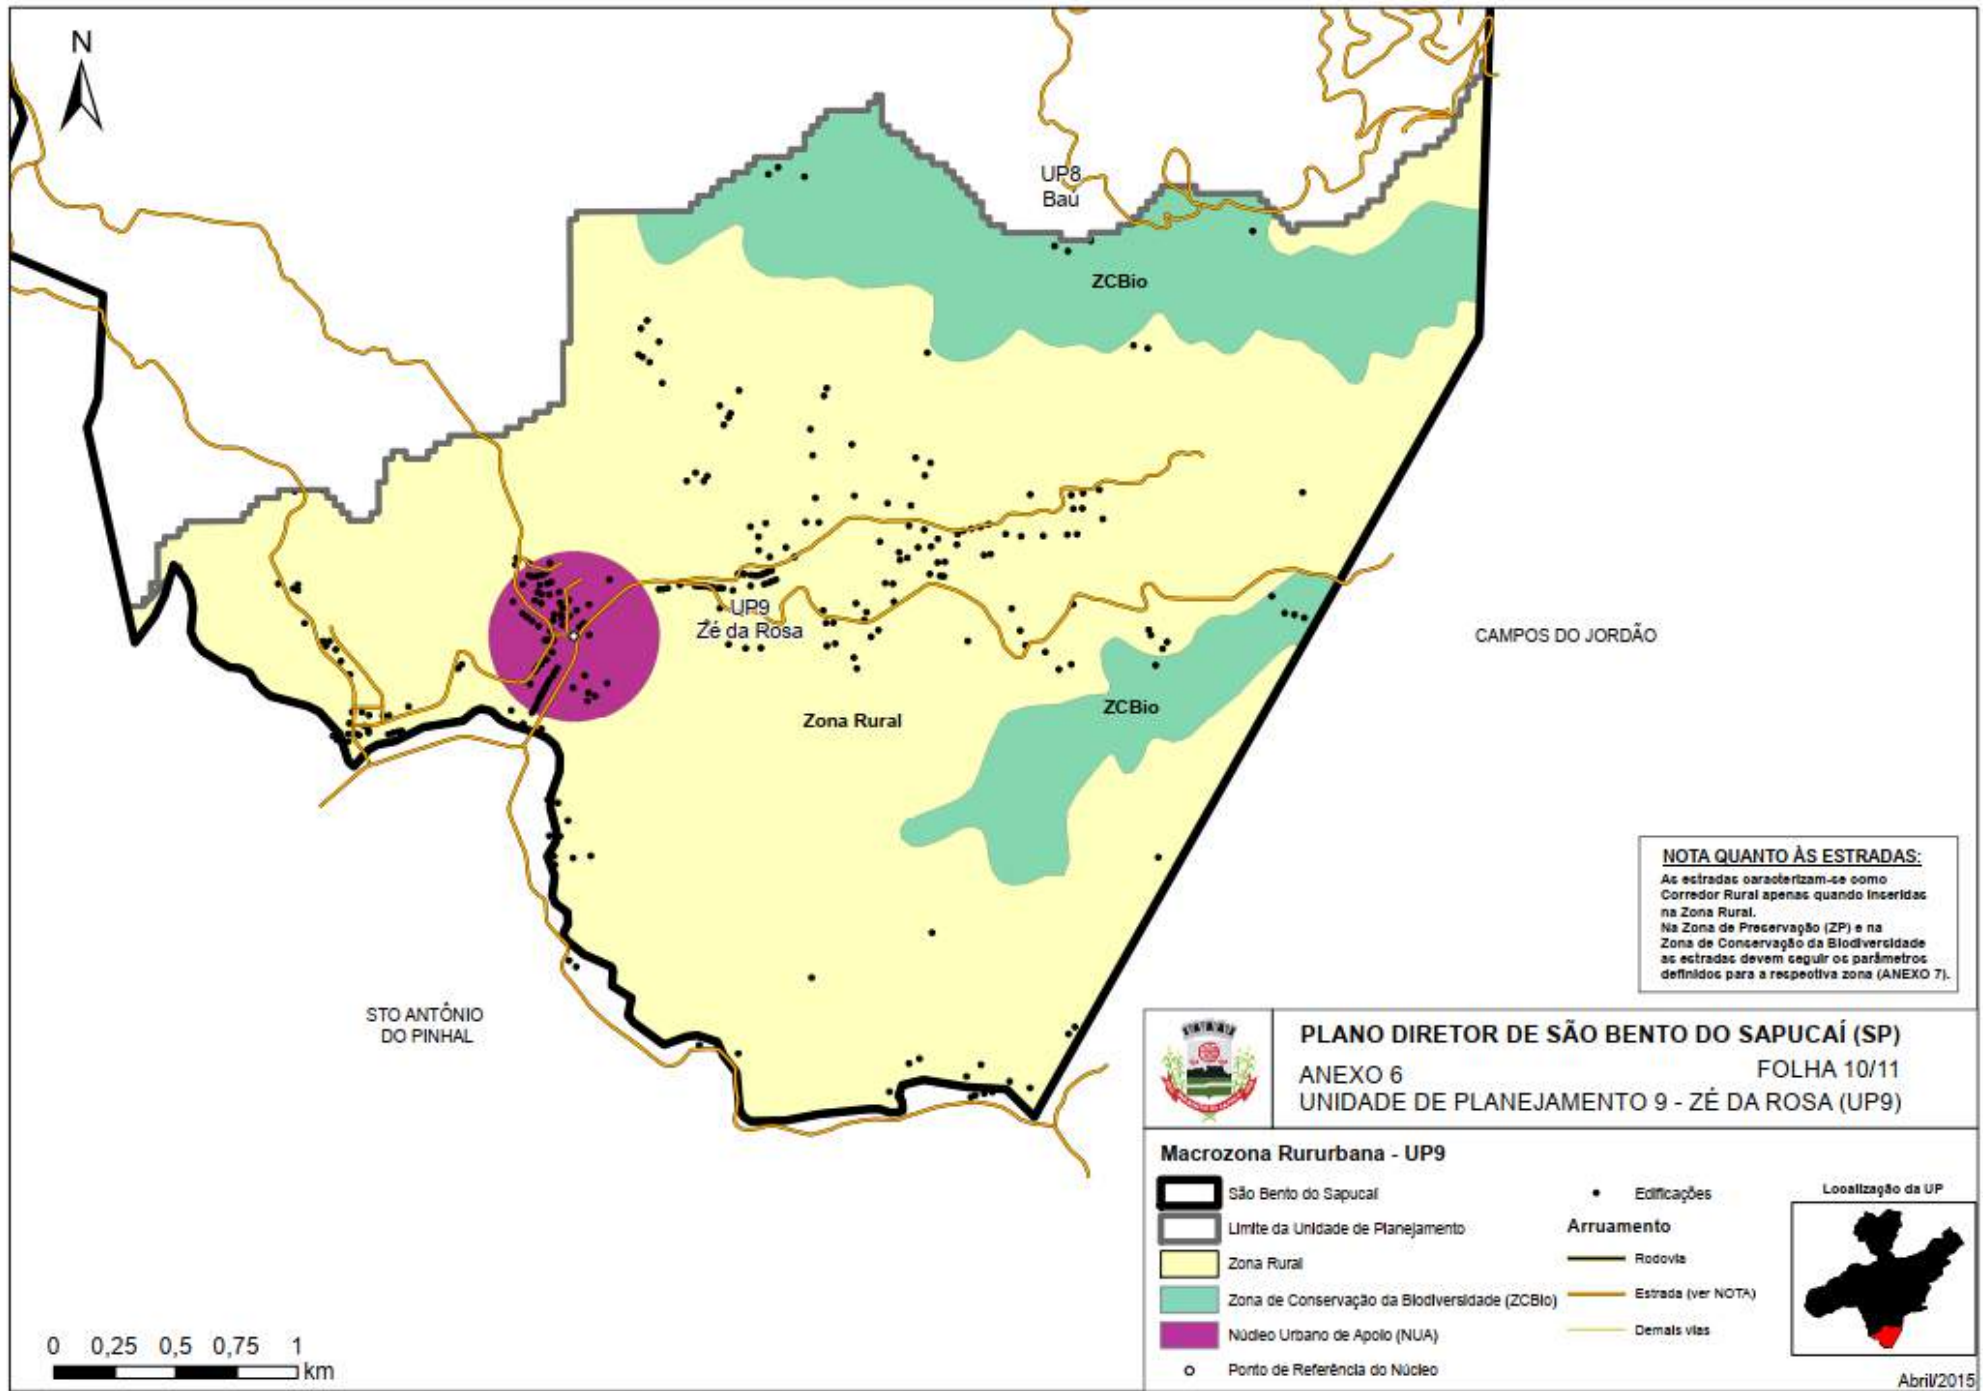 N
UP8
Baú
ZCBio
UP9
Zé da Rosa
CAMPOS DO JORDÃO
Zona Rural
ZCBio
STO ANTÔNIO
DO PINHAL
NOTA QUANTO ÀS ESTRADAS:
As estradas caracterizam-se como
Corredor Rural apenas quando inseridas
na Zona Rural.
Na Zona de Preservação (ZP) e na
Zona de Conservação da Biodiversidade
as estradas devem seguir os parâmetros
definidos para a respectiva zona (ANEXO 7).
PLANO DIRETOR DE SÃO BENTO DO SAPUCAÍ (SP)
ANEXO 6 FOLHA 10/11
UNIDADE DE PLANEJAMENTO 9 - ZÉ DA ROSA (UP9)
Macrozona Rururbana - UP9
São Bento do Sapucaí
Limite da Unidade de Planejamento
Zona Rural
Zona de Conservação da Biodiversidade (ZCBio)
Núcleo Urbano de Apoio (NUA)
Ponto de Referência do Núcleo
Edificações
Arruamento
Rodovia
Estrada (ver NOTA)
Demais vias
Localização da UP
0 0,25 0,5 0,75 1
km
Abril/2015